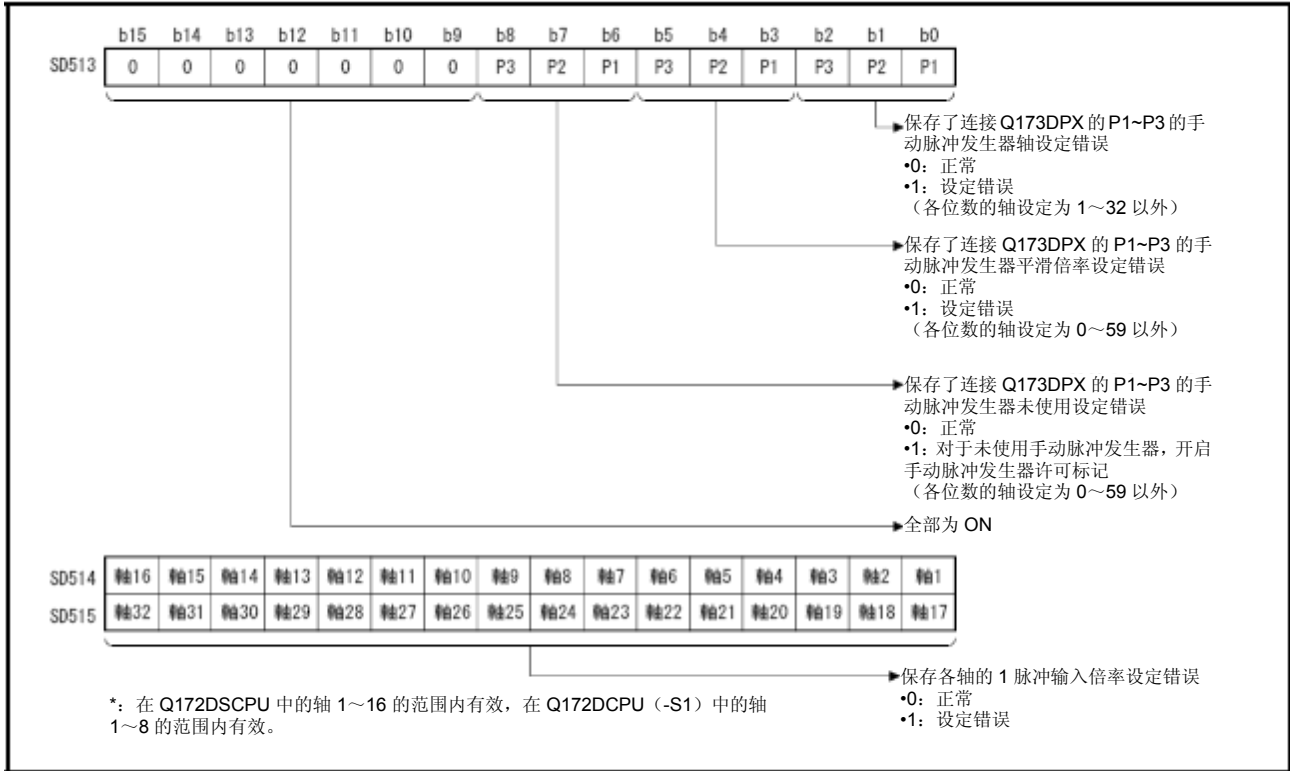 b15 b14 b13 b12 b11 b10 b9 b8 b7 b6 b5 b4 b3 b2 b1 b0
SD513 0 0 0 0 0 0 0 P3 P2 P1 P3 P2 P1 P3 P2 P1
保存了连接 Q173DPX 的 P1~P3 的手
动脉冲发生器轴设定错误
•0：正常
•1：设定错误
（各位数的轴设定为 1～32 以外）
保存了连接 Q173DPX 的 P1~P3 的手
动脉冲发生器平滑倍率设定错误
•0：正常
•1：设定错误
（各位数的轴设定为 0～59 以外）
保存了连接 Q173DPX 的 P1~P3 的手
动脉冲发生器未使用设定错误
•0：正常
•1：对于未使用手动脉冲发生器，开启
手动脉冲发生器许可标记
（各位数的轴设定为 0～59 以外）
全部为 ON
SD514 軸16 軸15 軸14 軸13 軸12 軸11 軸10 軸9 軸8 軸7 軸6 軸5 軸4 軸3 軸2 軸1
SD515 軸32 軸31 軸30 軸29 軸28 軸27 軸26 軸25 軸24 軸23 軸22 軸21 軸20 軸19 軸18 軸17
保存各轴的 1 脉冲输入倍率设定错误
•0：正常
•1：设定错误
*：在 Q172DSCPU 中的轴 1～16 的范围内有效，在 Q172DCPU（-S1）中的轴
1～8 的范围内有效。